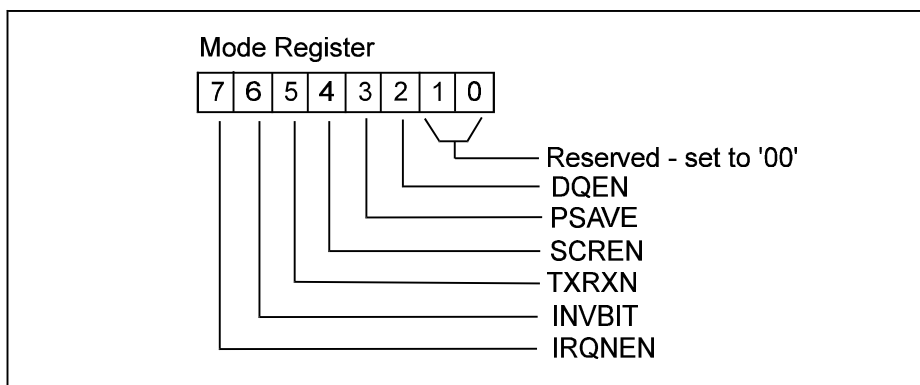 Mode Register
7 6 5 4 3 2 1 0
Reserved - set to '00'
DQEN
PSAVE
SCREN
TXRXN
INVBIT
IRQNEN